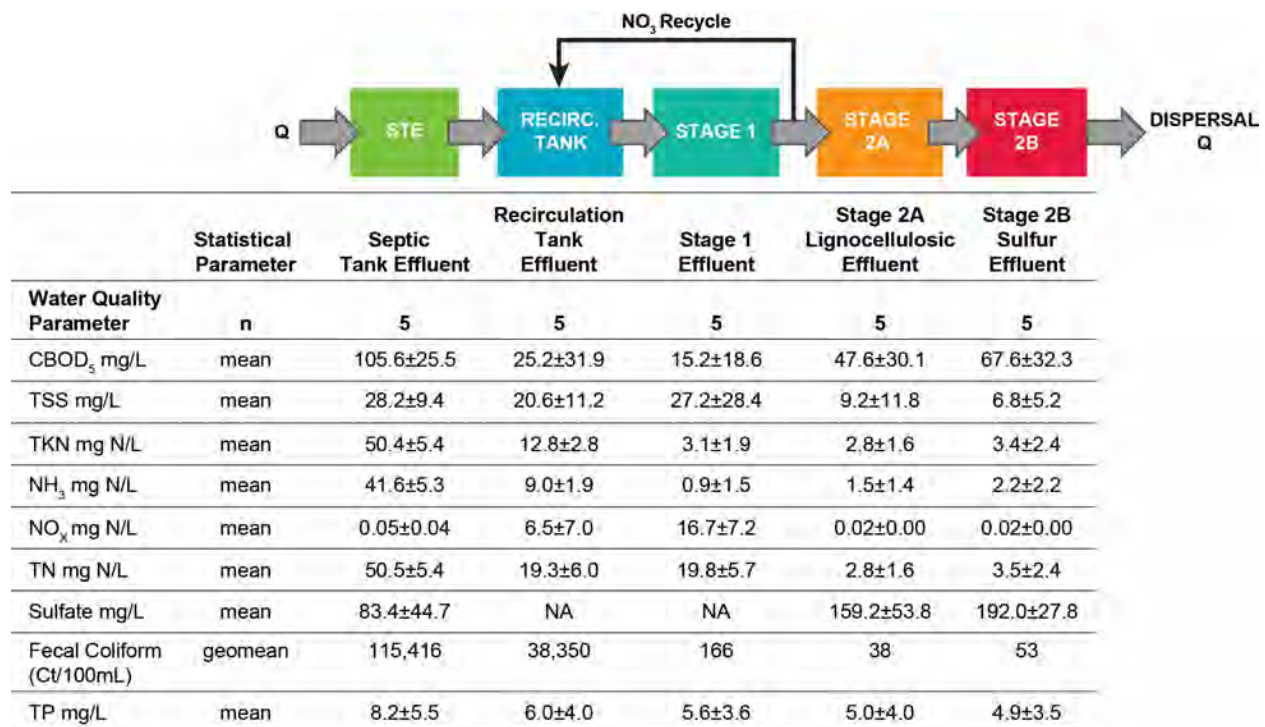 NO₃ Recycle
Q
STE
RECIRC.
TANK
STAGE 1
STAGE
2A
STAGE
2B
DISPERSAL
Q
Statistical
Parameter
Septic
Tank Effluent
Recirculation
Tank
Effluent
Stage 1
Effluent
Stage 2A
Lignocellulosic
Effluent
Stage 2B
Sulfur
Effluent
Water Quality
Parameter n 5 5 5 5 5
CBOD₅ mg/L mean 105.6±25.5 25.2±31.9 15.2±18.6 47.6±30.1 67.6±32.3
TSS mg/L mean 28.2±9.4 20.6±11.2 27.2±28.4 9.2±11.8 6.8±5.2
TKN mg N/L mean 50.4±5.4 12.8±2.8 3.1±1.9 2.8±1.6 3.4±2.4
NH₃ mg N/L mean 41.6±5.3 9.0±1.9 0.9±1.5 1.5±1.4 2.2±2.2
NOₓ mg N/L mean 0.05±0.04 6.5±7.0 16.7±7.2 0.02±0.00 0.02±0.00
TN mg N/L mean 50.5±5.4 19.3±6.0 19.8±5.7 2.8±1.6 3.5±2.4
Sulfate mg/L mean 83.4±44.7 NA NA 159.2±53.8 192.0±27.8
Fecal Coliform geomean 115,416 38,350 166 38 53
(Ct/100mL)
TP mg/L mean 8.2±5.5 6.0±4.0 5.6±3.6 5.0±4.0 4.9±3.5